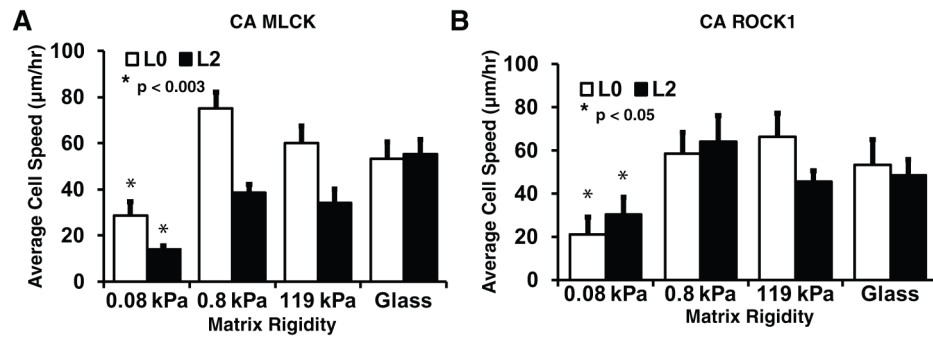 A
CA MLCK
Average Cell Speed (μm/hr)
100
80
60
40
20
0
L0 L2
* p < 0.003
*
*
0.08 kPa 0.8 kPa 119 kPa Glass
Matrix Rigidity
B
CA ROCK1
Average Cell Speed (μm/hr)
100
80
60
40
20
0
L0 L2
* p < 0.05
*
*
0.08 kPa 0.8 kPa 119 kPa Glass
Matrix Rigidity